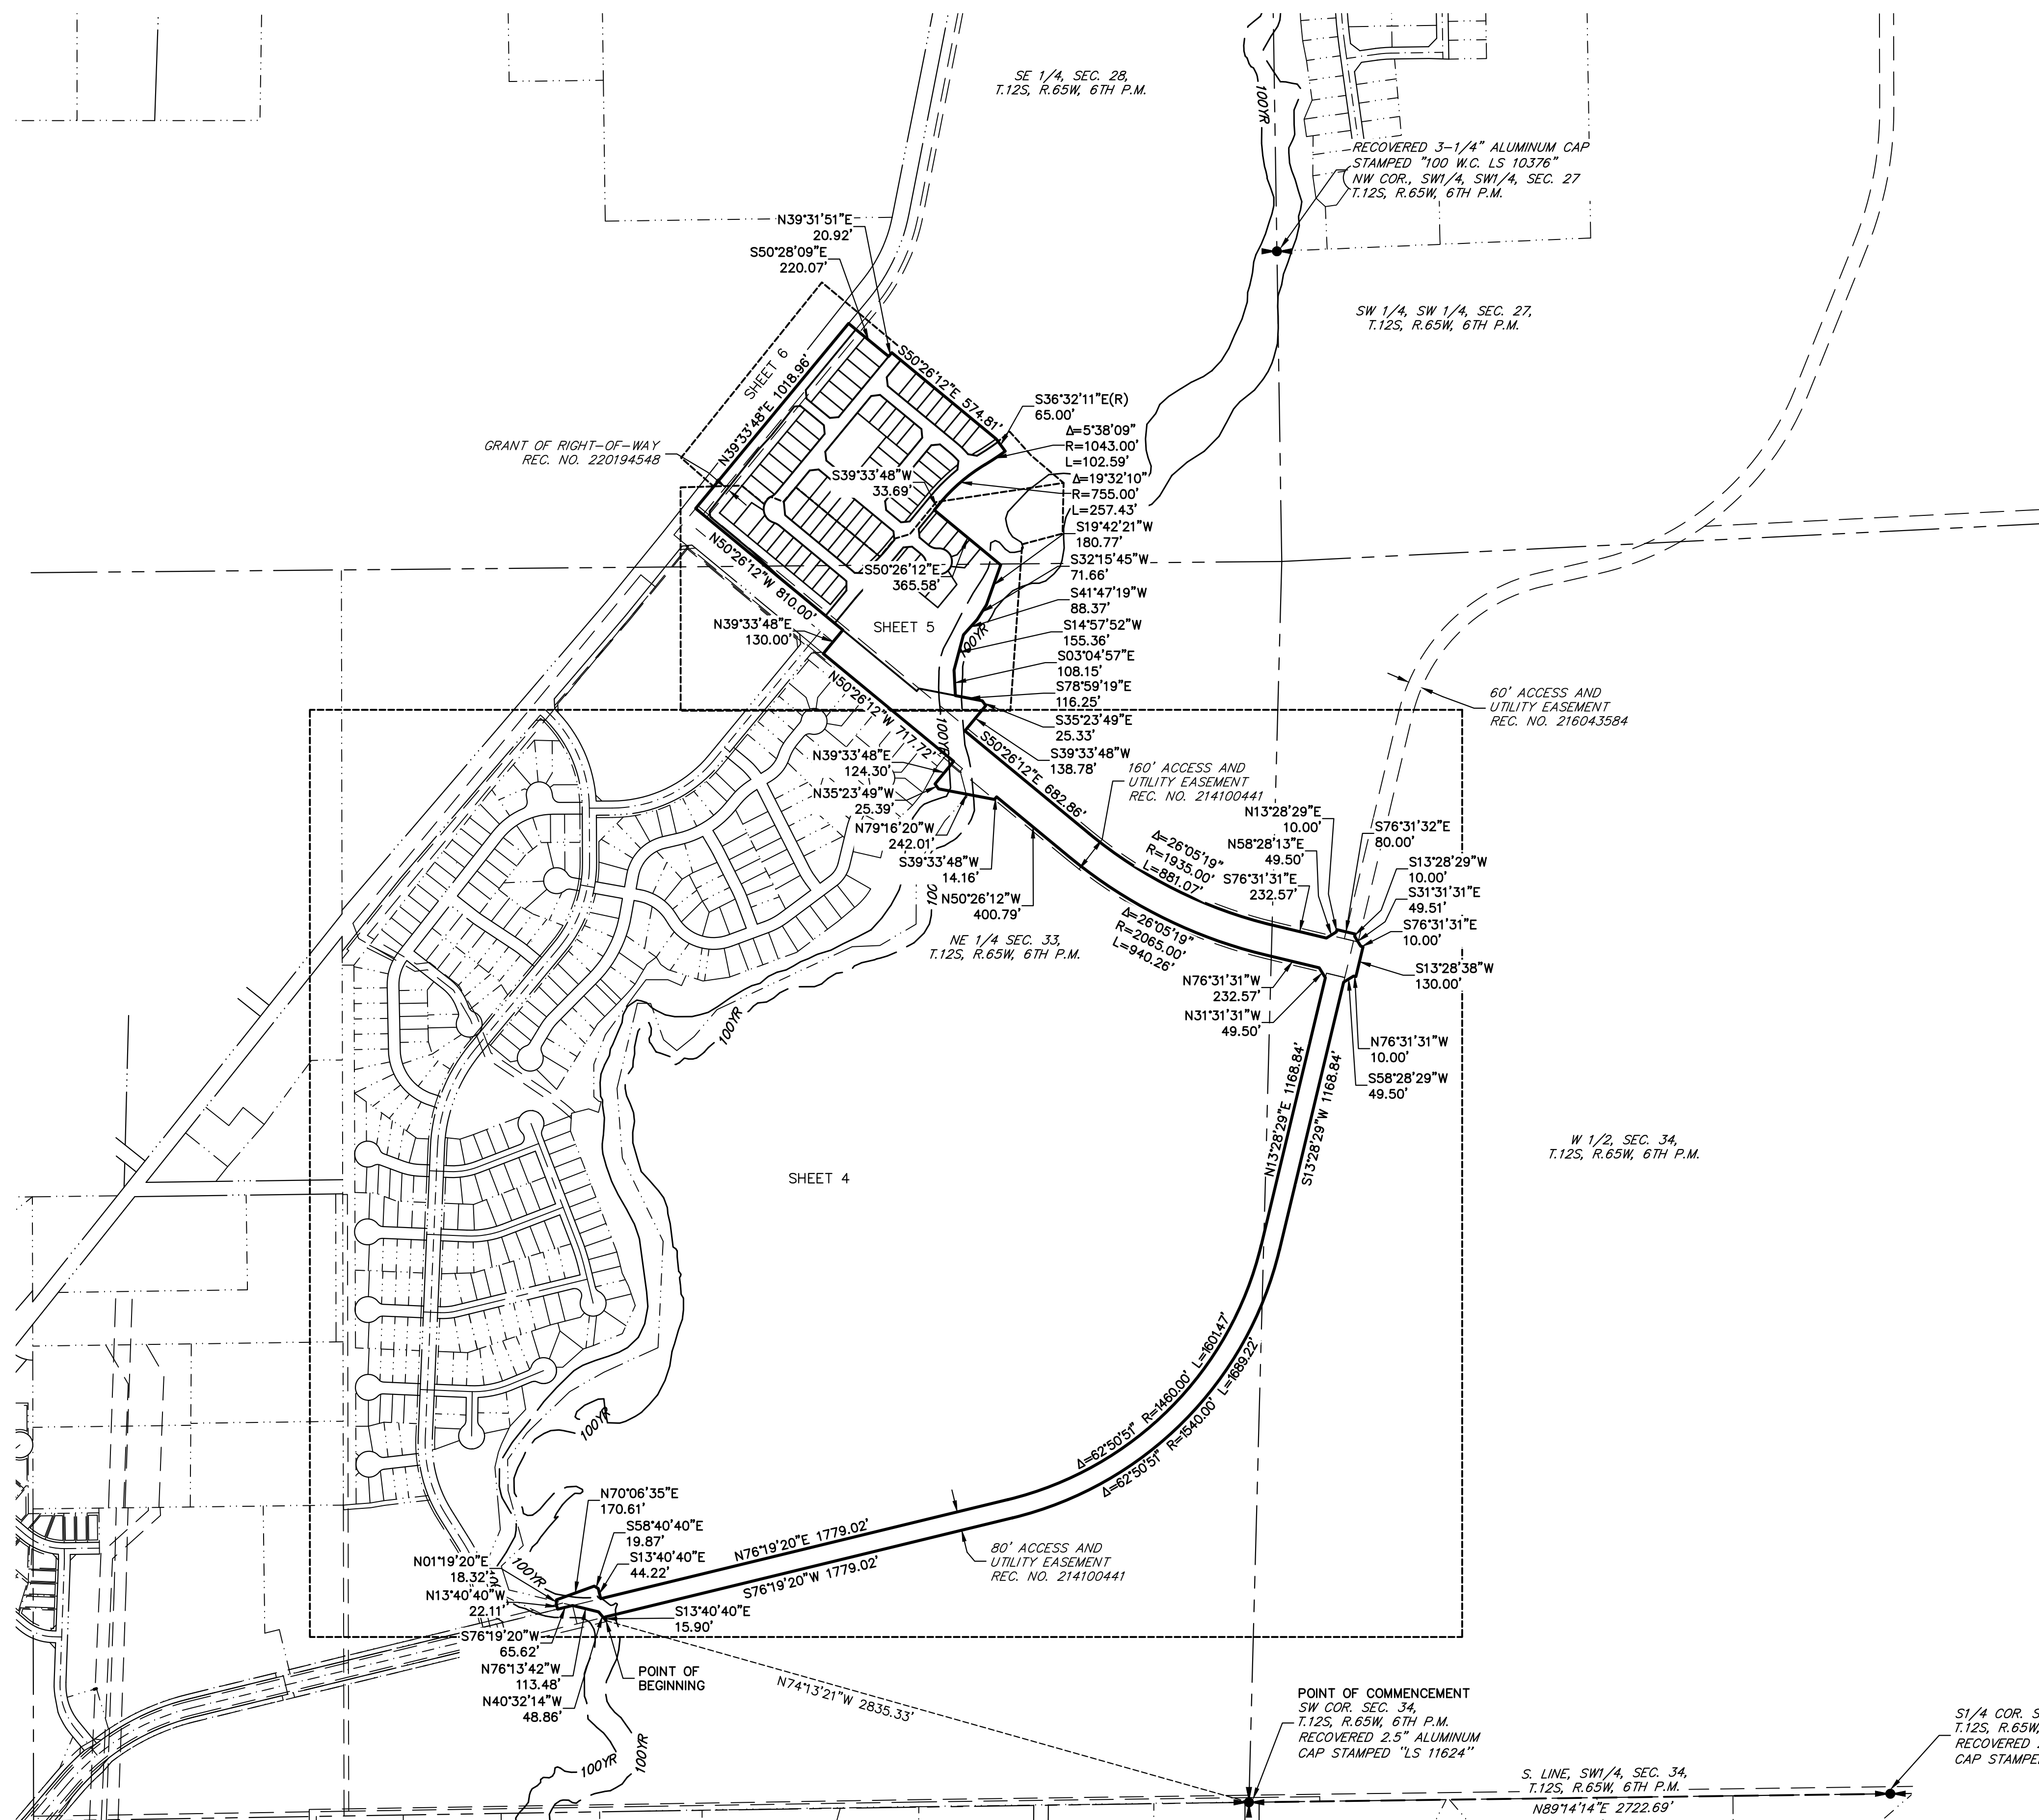 SE 1/4, SEC. 28,
T.12S, R.65W, 6TH P.M.
100YR
RECOVERED 3-1/4" ALUMINUM CAP
STAMPED "100 W.C. LS 10376"
NW COR., SW1/4, SW1/4, SEC. 27
T.12S, R.65W, 6TH P.M.
N39°31'51"E
20.92'
S50°28'09"E
220.07'
SW 1/4, SW 1/4, SEC. 27,
T.12S, R.65W, 6TH P.M.
SHEET 6
N39°33'48"E 1018.96'
S50°26'12"E 574.81'
S36°32'11"E(R)
65.00'
Δ=5°38'09"
R=1043.00'
L=102.59'
GRANT OF RIGHT-OF-WAY
REC. NO. 220194548
S39°33'48"W
33.69'
Δ=19°32'10"
R=755.00'
L=257.43'
S19°42'21"W
180.77'
N50°26'12"W 810.00'
S50°26'12"E
365.58'
S32°15'45"W
71.66'
S41°47'19"W
88.37'
N39°33'48"E
130.00'
SHEET 5
100YR
S14°57'52"W
155.36'
S03°04'57"E
108.15'
S78°59'19"E
116.25'
S35°23'49"E
25.33'
S39°33'48"W
138.78'
60' ACCESS AND
UTILITY EASEMENT
REC. NO. 216043584
N50°26'12"W 717.72'
100YR
S50°26'12"E 682.86'
N39°33'48"E
124.30'
N35°23'49"W
25.39'
160' ACCESS AND
UTILITY EASEMENT
REC. NO. 214100441
N79°16'20"W
242.01'
S39°33'48"W
14.16'
100
N50°26'12"W
400.79'
Δ=26°05'19"
R=1935.00'
L=881.07'
N13°28'29"E
10.00'
N58°28'13"E
49.50'
S76°31'31"E
232.57'
S76°31'32"E
80.00'
S13°28'29"W
10.00'
S31°31'31"E
49.51'
S76°31'31"E
10.00'
NE 1/4 SEC. 33,
T.12S, R.65W, 6TH P.M.
Δ=26°05'19"
R=2065.00'
L=940.26'
S13°28'38"W
130.00'
N76°31'31"W
232.57'
N31°31'31"W
49.50'
N76°31'31"W
10.00'
S58°28'29"W
49.50'
100YR
N13°28'29"E 1168.84'
S13°28'29"W 1168.84'
W 1/2, SEC. 34,
T.12S, R.65W, 6TH P.M.
SHEET 4
Δ=62°50'51" R=1460.00' L=1601.47'
Δ=62°50'51" R=1540.00' L=1689.22'
100YR
N70°06'35"E
170.61'
S58°40'40"E
19.87'
S13°40'40"E
44.22'
N76°19'20"E 1779.02'
S76°19'20"W 1779.02'
80' ACCESS AND
UTILITY EASEMENT
REC. NO. 214100441
N01°19'20"E
18.32'
100YR
N13°40'40"W
22.11'
S76°19'20"W
65.62'
S13°40'40"E
15.90'
N76°13'42"W
113.48'
N40°32'14"W
48.86'
POINT OF
BEGINNING
N74°13'21"W 2835.33'
100YR
100YR
POINT OF COMMENCEMENT
SW COR. SEC. 34,
T.12S, R.65W, 6TH P.M.
RECOVERED 2.5" ALUMINUM
CAP STAMPED "LS 11624"
S. LINE, SW1/4, SEC. 34,
T.12S, R.65W, 6TH P.M.
N89°14'14"E 2722.69'
S1/4 COR. S
T.12S, R.65W,
RECOVERED
CAP STAMPE